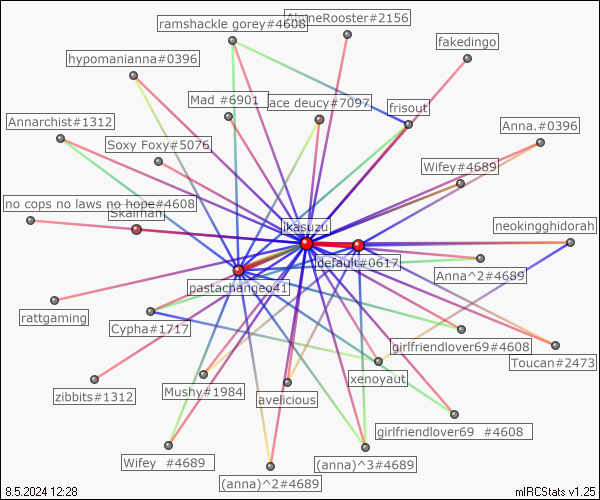 ramshackle gorey#4608
AlpineRooster#2156
fakedingo
hypomanianna#0396
Mad #6901
ace deucy#7097
frisout
Annarchist#1312
Anna.#0396
Soxy Foxy#5076
Wifey#4689
no cops no laws no hope#4608
Skaiman
ikasuzu
neokingghidorah
default#0617
Anna^2#4689
pastachangeo41
rattgaming
Cypha#1717
girlfriendlover69#4608
Toucan#2473
xenoyaut
zibbits#1312
Mushy#1984
avelicious
girlfriendlover69 #4608
Wifey #4689
(anna)^3#4689
(anna)^2#4689
8.5.2024 12:28
mIRCStats v1.25